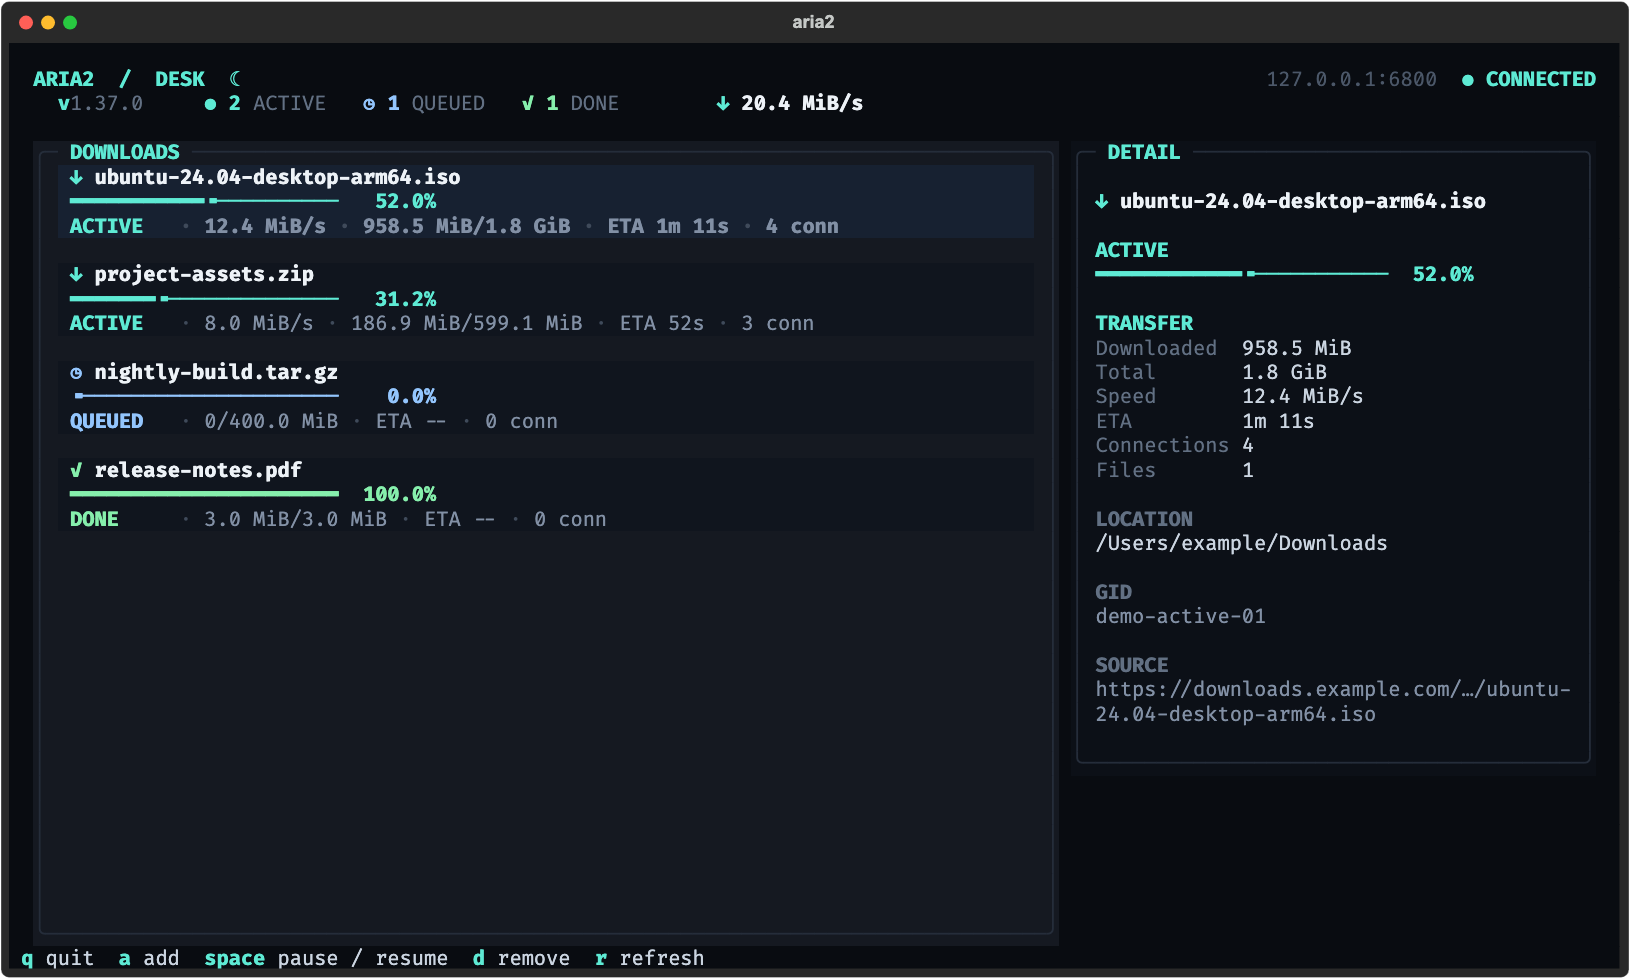 aria2
ARIA2 / DESK ☾
127.0.0.1:6800 ● CONNECTED
v1.37.0 ● 2 ACTIVE ◷ 1 QUEUED √ 1 DONE ↓ 20.4 MiB/s
DOWNLOADS
↓ ubuntu-24.04-desktop-arm64.iso
52.0%
ACTIVE · 12.4 MiB/s · 958.5 MiB/1.8 GiB · ETA 1m 11s · 4 conn
↓ project-assets.zip
31.2%
ACTIVE · 8.0 MiB/s · 186.9 MiB/599.1 MiB · ETA 52s · 3 conn
◷ nightly-build.tar.gz
0.0%
QUEUED · 0/400.0 MiB · ETA -- · 0 conn
√ release-notes.pdf
100.0%
DONE · 3.0 MiB/3.0 MiB · ETA -- · 0 conn
DETAIL
↓ ubuntu-24.04-desktop-arm64.iso
ACTIVE
52.0%
TRANSFER
Downloaded 958.5 MiB
Total 1.8 GiB
Speed 12.4 MiB/s
ETA 1m 11s
Connections 4
Files 1
LOCATION
/Users/example/Downloads
GID
demo-active-01
SOURCE
https://downloads.example.com/…/ubuntu-
24.04-desktop-arm64.iso
q quit a add space pause / resume d remove r refresh